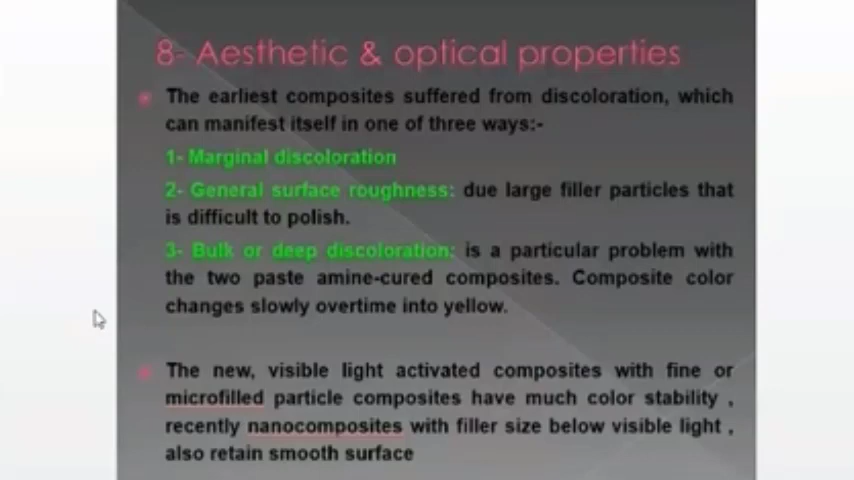 8- Aesthetic & optical properties
The earliest composites suffered from discoloration, which
can manifest itself in one of three ways:-
1- Marginal discoloration
2- General surface roughness: due large filler particles that
is difficult to polish.
3- Bulk or deep discoloration: is a particular problem with
the two paste amine-cured composites. Composite color
changes slowly overtime into yellow.
The new, visible light activated composites with fine or
microfilled particle composites have much color stability ,
recently nanocomposites with filler size below visible light ,
also retain smooth surface